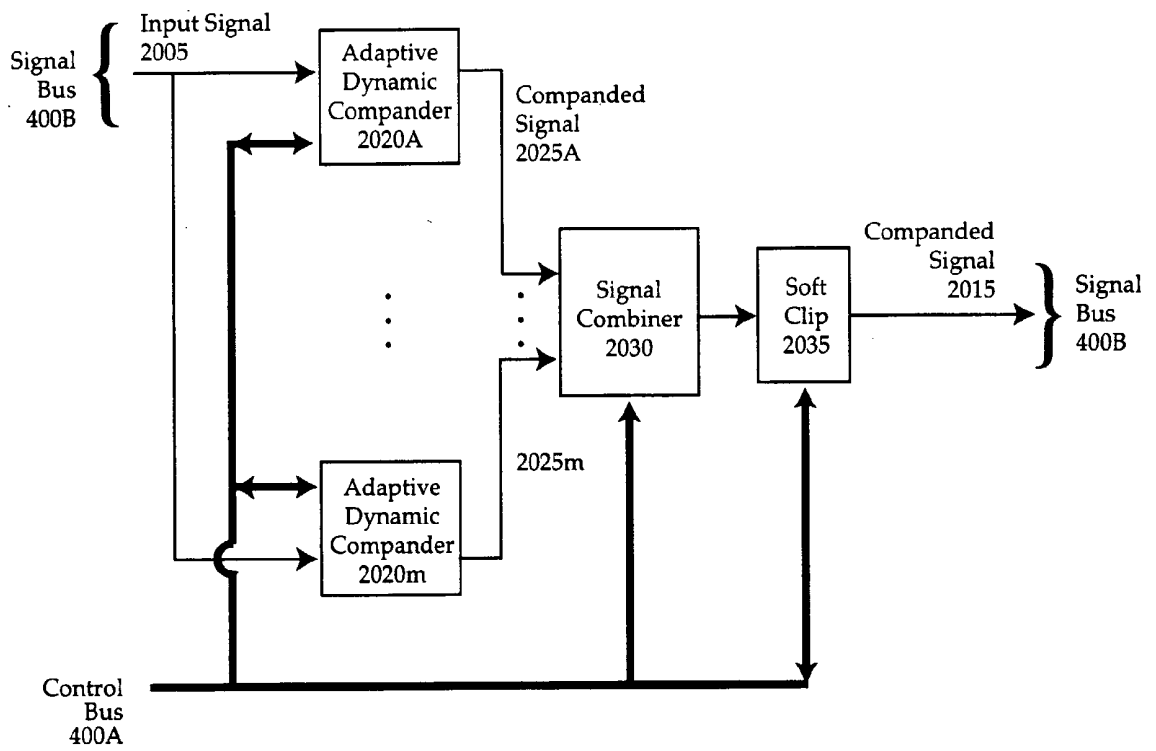 Input Signal
2005
Signal
Bus
400B
Adaptive
Dynamic
Compander
2020A
Companded
Signal
2025A
Signal
Combiner
2030
Soft
Clip
2035
Companded
Signal
2015
Signal
Bus
400B
2025m
Adaptive
Dynamic
Compander
2020m
Control
Bus
400A